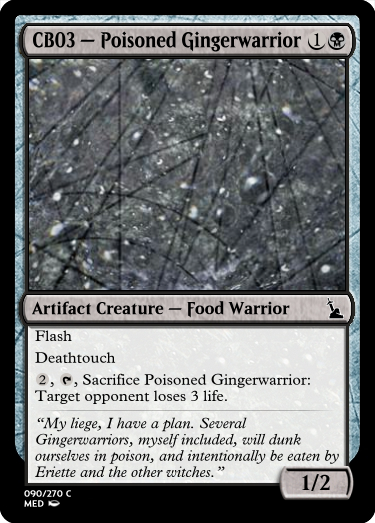 CB03 — Poisoned Gingerwarrior 1
Artifact Creature — Food Warrior
Flash
Deathtouch
2, , Sacrifice Poisoned Gingerwarrior:
Target opponent loses 3 life.
“My liege, I have a plan. Several
Gingerwarriors, myself included, will dunk
ourselves in poison, and intentionally be eaten by
Eriette and the other witches.”
1/2
090/270 C
MED